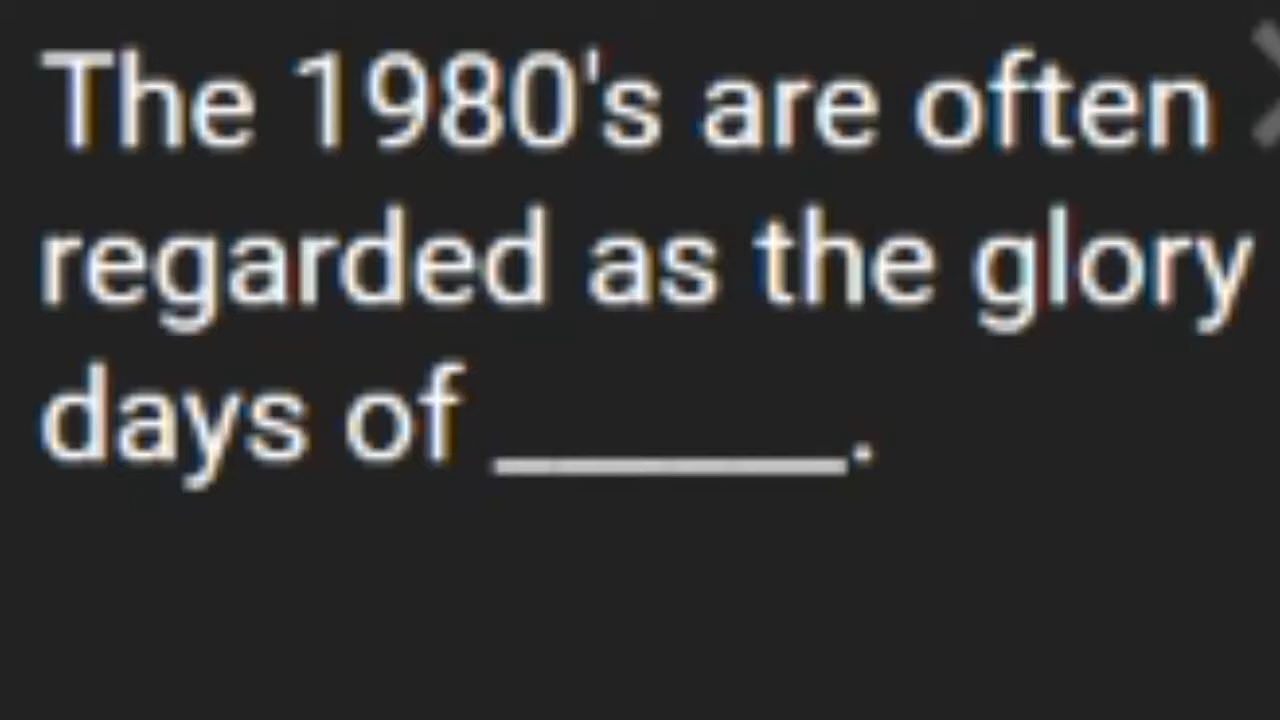 The 1980's are often
regarded as the glory
days of ______.